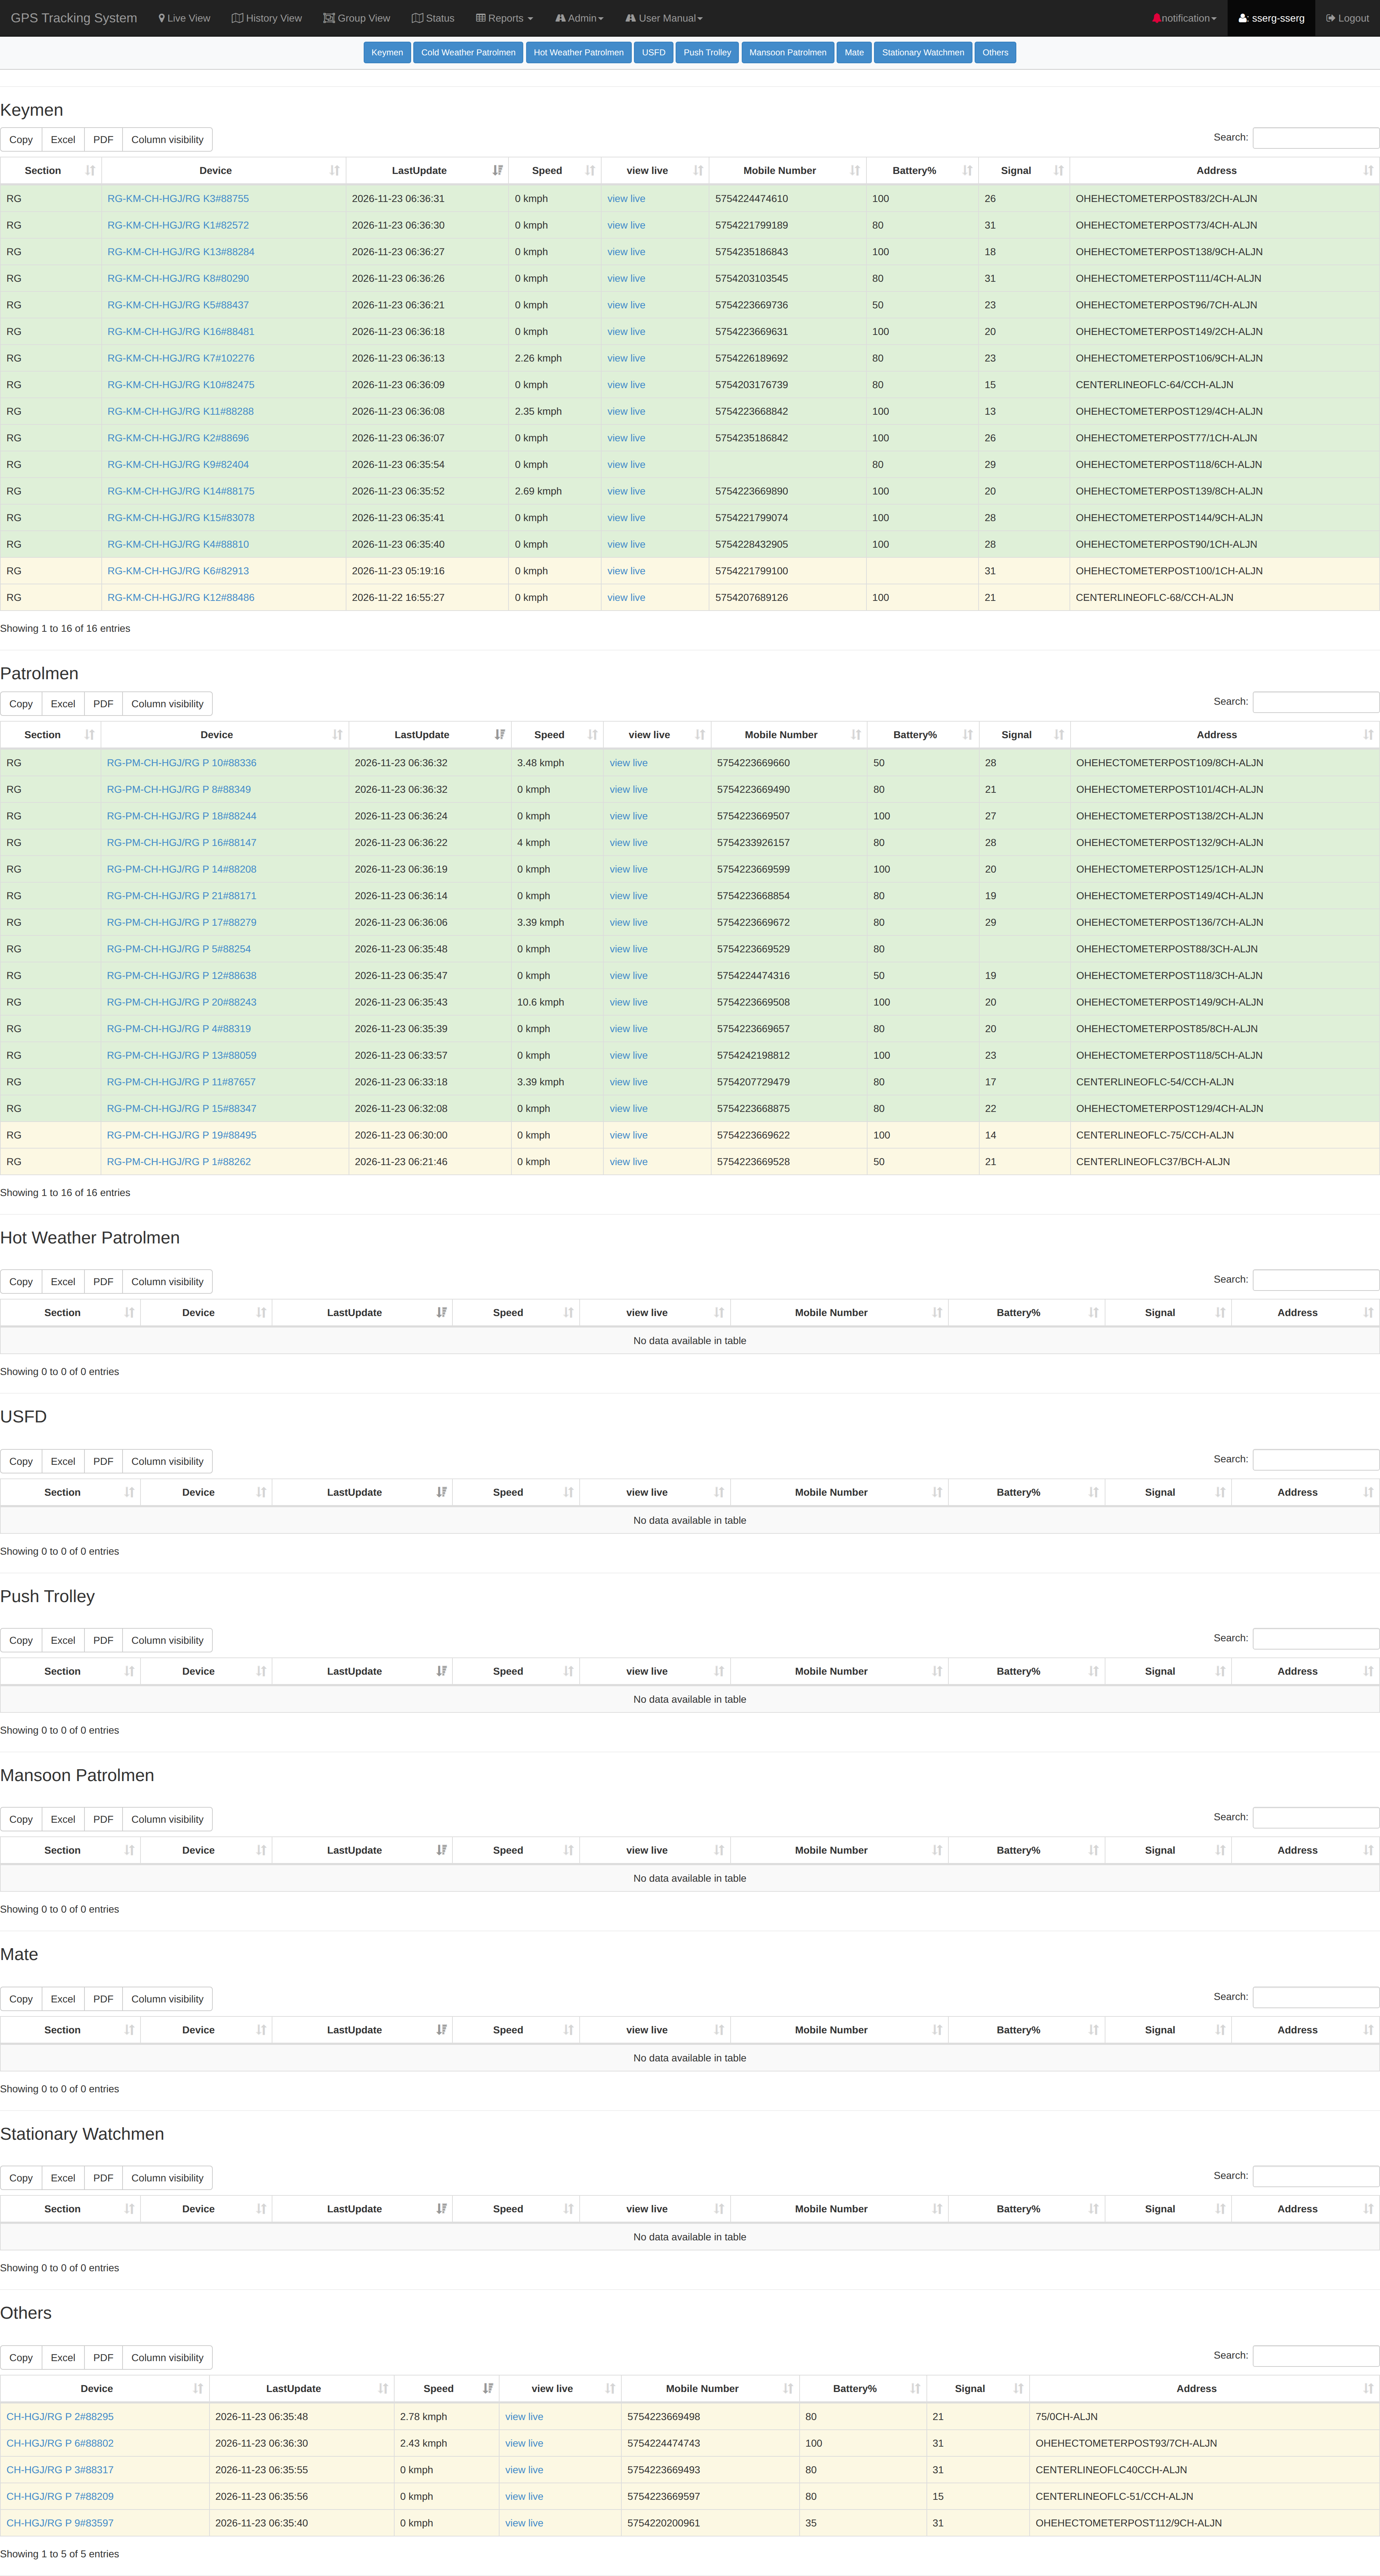 GPS Tracking System Live View History View Group View Status Reports Admin User Manual notification : sserg-sserg Logout
Keymen Cold Weather Patrolmen Hot Weather Patrolmen USFD Push Trolley Mansoon Patrolmen Mate Stationary Watchmen Others
Keymen
Copy Excel PDF Column visibility Search:
Section Device LastUpdate Speed view live Mobile Number Battery% Signal Address
RG RG-KM-CH-HGJ/RG K3#88755 2026-11-23 06:36:31 0 kmph view live 5754224474610 100 26 OHEHECTOMETERPOST83/2CH-ALJN
RG RG-KM-CH-HGJ/RG K1#82572 2026-11-23 06:36:30 0 kmph view live 5754221799189 80 31 OHEHECTOMETERPOST73/4CH-ALJN
RG RG-KM-CH-HGJ/RG K13#88284 2026-11-23 06:36:27 0 kmph view live 5754235186843 100 18 OHEHECTOMETERPOST138/9CH-ALJN
RG RG-KM-CH-HGJ/RG K8#80290 2026-11-23 06:36:26 0 kmph view live 5754203103545 80 31 OHEHECTOMETERPOST111/4CH-ALJN
RG RG-KM-CH-HGJ/RG K5#88437 2026-11-23 06:36:21 0 kmph view live 5754223669736 50 23 OHEHECTOMETERPOST96/7CH-ALJN
RG RG-KM-CH-HGJ/RG K16#88481 2026-11-23 06:36:18 0 kmph view live 5754223669631 100 20 OHEHECTOMETERPOST149/2CH-ALJN
RG RG-KM-CH-HGJ/RG K7#102276 2026-11-23 06:36:13 2.26 kmph view live 5754226189692 80 23 OHEHECTOMETERPOST106/9CH-ALJN
RG RG-KM-CH-HGJ/RG K10#82475 2026-11-23 06:36:09 0 kmph view live 5754203176739 80 15 CENTERLINEOFLC-64/CCH-ALJN
RG RG-KM-CH-HGJ/RG K11#88288 2026-11-23 06:36:08 2.35 kmph view live 5754223668842 100 13 OHEHECTOMETERPOST129/4CH-ALJN
RG RG-KM-CH-HGJ/RG K2#88696 2026-11-23 06:36:07 0 kmph view live 5754235186842 100 26 OHEHECTOMETERPOST77/1CH-ALJN
RG RG-KM-CH-HGJ/RG K9#82404 2026-11-23 06:35:54 0 kmph view live 80 29 OHEHECTOMETERPOST118/6CH-ALJN
RG RG-KM-CH-HGJ/RG K14#88175 2026-11-23 06:35:52 2.69 kmph view live 5754223669890 100 20 OHEHECTOMETERPOST139/8CH-ALJN
RG RG-KM-CH-HGJ/RG K15#83078 2026-11-23 06:35:41 0 kmph view live 5754221799074 100 28 OHEHECTOMETERPOST144/9CH-ALJN
RG RG-KM-CH-HGJ/RG K4#88810 2026-11-23 06:35:40 0 kmph view live 5754228432905 100 28 OHEHECTOMETERPOST90/1CH-ALJN
RG RG-KM-CH-HGJ/RG K6#82913 2026-11-23 05:19:16 0 kmph view live 5754221799100 31 OHEHECTOMETERPOST100/1CH-ALJN
RG RG-KM-CH-HGJ/RG K12#88486 2026-11-22 16:55:27 0 kmph view live 5754207689126 100 21 CENTERLINEOFLC-68/CCH-ALJN
Showing 1 to 16 of 16 entries
Patrolmen
Copy Excel PDF Column visibility Search:
Section Device LastUpdate Speed view live Mobile Number Battery% Signal Address
RG RG-PM-CH-HGJ/RG P 10#88336 2026-11-23 06:36:32 3.48 kmph view live 5754223669660 50 28 OHEHECTOMETERPOST109/8CH-ALJN
RG RG-PM-CH-HGJ/RG P 8#88349 2026-11-23 06:36:32 0 kmph view live 5754223669490 80 21 OHEHECTOMETERPOST101/4CH-ALJN
RG RG-PM-CH-HGJ/RG P 18#88244 2026-11-23 06:36:24 0 kmph view live 5754223669507 100 27 OHEHECTOMETERPOST138/2CH-ALJN
RG RG-PM-CH-HGJ/RG P 16#88147 2026-11-23 06:36:22 4 kmph view live 5754233926157 80 28 OHEHECTOMETERPOST132/9CH-ALJN
RG RG-PM-CH-HGJ/RG P 14#88208 2026-11-23 06:36:19 0 kmph view live 5754223669599 100 20 OHEHECTOMETERPOST125/1CH-ALJN
RG RG-PM-CH-HGJ/RG P 21#88171 2026-11-23 06:36:14 0 kmph view live 5754223668854 80 19 OHEHECTOMETERPOST149/4CH-ALJN
RG RG-PM-CH-HGJ/RG P 17#88279 2026-11-23 06:36:06 3.39 kmph view live 5754223669672 80 29 OHEHECTOMETERPOST136/7CH-ALJN
RG RG-PM-CH-HGJ/RG P 5#88254 2026-11-23 06:35:48 0 kmph view live 5754223669529 80 OHEHECTOMETERPOST88/3CH-ALJN
RG RG-PM-CH-HGJ/RG P 12#88638 2026-11-23 06:35:47 0 kmph view live 5754224474316 50 19 OHEHECTOMETERPOST118/3CH-ALJN
RG RG-PM-CH-HGJ/RG P 20#88243 2026-11-23 06:35:43 10.6 kmph view live 5754223669508 100 20 OHEHECTOMETERPOST149/9CH-ALJN
RG RG-PM-CH-HGJ/RG P 4#88319 2026-11-23 06:35:39 0 kmph view live 5754223669657 80 20 OHEHECTOMETERPOST85/8CH-ALJN
RG RG-PM-CH-HGJ/RG P 13#88059 2026-11-23 06:33:57 0 kmph view live 5754242198812 100 23 OHEHECTOMETERPOST118/5CH-ALJN
RG RG-PM-CH-HGJ/RG P 11#87657 2026-11-23 06:33:18 3.39 kmph view live 5754207729479 80 17 CENTERLINEOFLC-54/CCH-ALJN
RG RG-PM-CH-HGJ/RG P 15#88347 2026-11-23 06:32:08 0 kmph view live 5754223668875 80 22 OHEHECTOMETERPOST129/4CH-ALJN
RG RG-PM-CH-HGJ/RG P 19#88495 2026-11-23 06:30:00 0 kmph view live 5754223669622 100 14 CENTERLINEOFLC-75/CCH-ALJN
RG RG-PM-CH-HGJ/RG P 1#88262 2026-11-23 06:21:46 0 kmph view live 5754223669528 50 21 CENTERLINEOFLC37/BCH-ALJN
Showing 1 to 16 of 16 entries
Hot Weather Patrolmen
Copy Excel PDF Column visibility Search:
Section Device LastUpdate Speed view live Mobile Number Battery% Signal Address
No data available in table
Showing 0 to 0 of 0 entries
USFD
Copy Excel PDF Column visibility Search:
Section Device LastUpdate Speed view live Mobile Number Battery% Signal Address
No data available in table
Showing 0 to 0 of 0 entries
Push Trolley
Copy Excel PDF Column visibility Search:
Section Device LastUpdate Speed view live Mobile Number Battery% Signal Address
No data available in table
Showing 0 to 0 of 0 entries
Mansoon Patrolmen
Copy Excel PDF Column visibility Search:
Section Device LastUpdate Speed view live Mobile Number Battery% Signal Address
No data available in table
Showing 0 to 0 of 0 entries
Mate
Copy Excel PDF Column visibility Search:
Section Device LastUpdate Speed view live Mobile Number Battery% Signal Address
No data available in table
Showing 0 to 0 of 0 entries
Stationary Watchmen
Copy Excel PDF Column visibility Search:
Section Device LastUpdate Speed view live Mobile Number Battery% Signal Address
No data available in table
Showing 0 to 0 of 0 entries
Others
Copy Excel PDF Column visibility Search:
Device LastUpdate Speed view live Mobile Number Battery% Signal Address
CH-HGJ/RG P 2#88295 2026-11-23 06:35:48 2.78 kmph view live 5754223669498 80 21 75/0CH-ALJN
CH-HGJ/RG P 6#88802 2026-11-23 06:36:30 2.43 kmph view live 5754224474743 100 31 OHEHECTOMETERPOST93/7CH-ALJN
CH-HGJ/RG P 3#88317 2026-11-23 06:35:55 0 kmph view live 5754223669493 80 31 CENTERLINEOFLC40CCH-ALJN
CH-HGJ/RG P 7#88209 2026-11-23 06:35:56 0 kmph view live 5754223669597 80 15 CENTERLINEOFLC-51/CCH-ALJN
CH-HGJ/RG P 9#83597 2026-11-23 06:35:40 0 kmph view live 5754220200961 35 31 OHEHECTOMETERPOST112/9CH-ALJN
Showing 1 to 5 of 5 entries